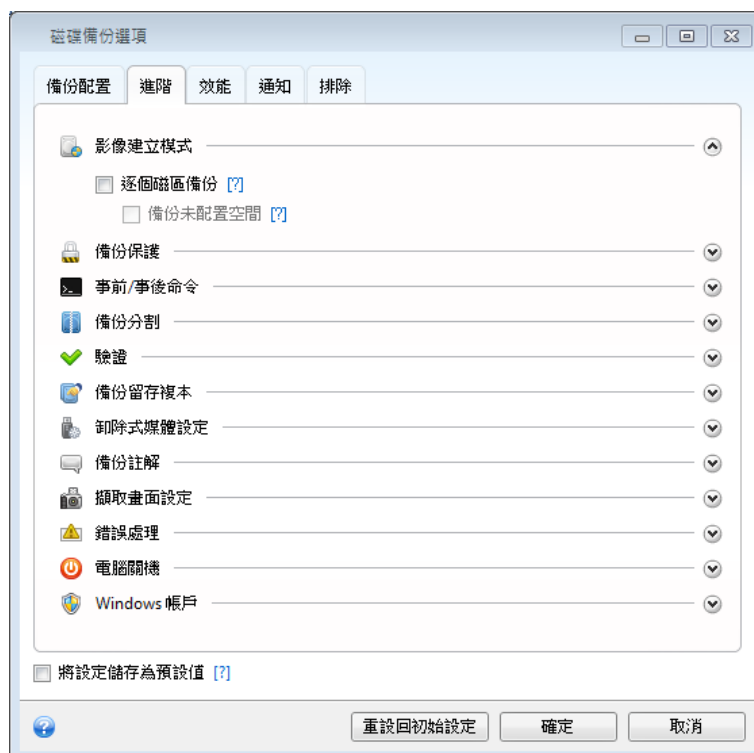 磁碟備份選項
備份配置 進階 效能 通知 排除
影像建立模式
逐個磁區備份 [?]
備份未配置空間 [?]
備份保護
事前/事後命令
備份分割
驗證
備份留存複本
卸除式媒體設定
備份註解
擷取畫面設定
錯誤處理
電腦關機
Windows 帳戶
將設定儲存為預設值 [?]
重設回初始設定 確定 取消